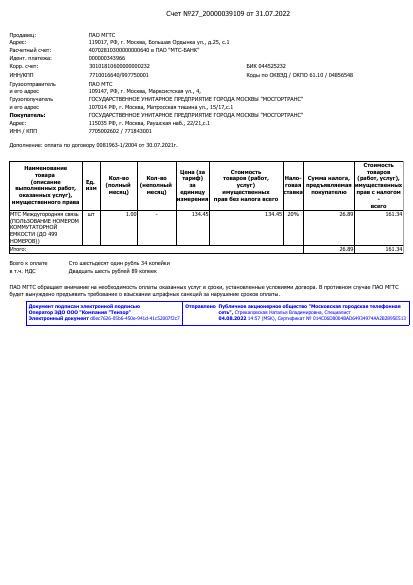 Счет №27_20000039109 от 31.07.2022
Продавец: ПАО МГТС
Адрес: 119017, РФ, г. Москва, Большая Ордынка ул., д.25, с.1
Расчетный счет: 40702810300000000640 в ПАО "МТС-БАНК"
Идент. платежа: 000000343966
Корр. счет: 30101810600000000232 БИК 044525232
ИНН/КПП 7710016640/997750001 Коды по ОКВЭД / ОКПО 61.10 / 04856548
Грузоотправитель ПАО МГТС
и его адрес 109147, РФ, г. Москва, Марксистская ул., 4,
Грузополучатель ГОСУДАРСТВЕННОЕ УНИТАРНОЕ ПРЕДПРИЯТИЕ ГОРОДА МОСКВЫ "МОСГОРТРАНС"
и его адрес: 107014, РФ, г. Москва, Матросская тишина ул., 15/17,с.1
Покупатель: ГОСУДАРСТВЕННОЕ УНИТАРНОЕ ПРЕДПРИЯТИЕ ГОРОДА МОСКВЫ "МОСГОРТРАНС"
Адрес: 115035 РФ, г. Москва, Раушская наб., 22/21,с.1
ИНН / КПП 7705002602 / 771843001
Дополнение: оплата по договору 0081963-1/2004 от 30.07.2021г.
Наименование товара (описание выполненных работ, оказанных услуг), имущественного права
Ед. изм
Кол-во (полный месяц)
Кол-во (неполный месяц)
Цена (за тариф) за единицу измерения
Стоимость товаров (работ, услуг) имущественных прав без налога всего
Нало- говая ставка
Сумма налога, предъявляемая покупателю
Стоимость товаров (работ, услуг), имущественных прав с налогом - всего
МТС Междугородняя связь шт 1.00 - 134.45 134.45 20% 26.89 161.34
(ПОЛЬЗОВАНИЕ НОМЕРОМ
КОММУТАТОРНОЙ
ЕМКОСТИ (ДО 499
НОМЕРОВ))
Итого: 26.89 161.34
Всего к оплате Сто шестьдесят один рубль 34 копейки
в т.ч. НДС Двадцать шесть рублей 89 копеек
ПАО МГТС обращает внимание на необходимость оплаты оказанных услуг в сроки, установленные условиями договора. В противном случае ПАО МГТС
будет вынуждено предъявить требование о взыскании штрафных санкций за нарушение сроков оплаты.
Документ подписан электронной подписью
Оператор ЭДО ООО "Компания "Тензор"
Электронный документ
Отправлено Публичное акционерное общество "Московская городская телефонная
сеть", Наталья Владимировна, Специалист
04.08.2022 14:57 (MSK), Сертификат №